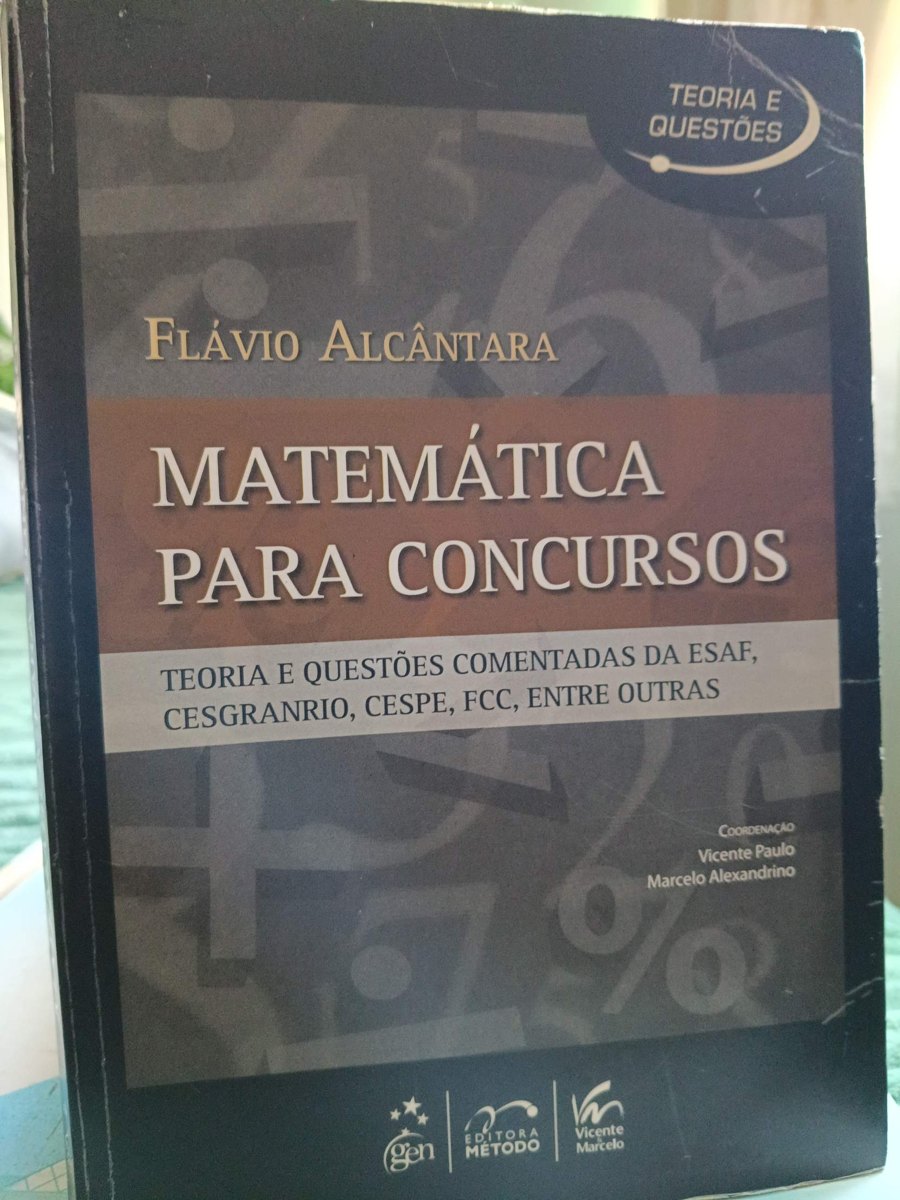 TEORIA E
QUESTÕES
FLÁVIO ALCÂNTARA
MATEMÁTICA
PARA CONCURSOS
TEORIA E QUESTÕES COMENTADAS DA ESAF,
CESGRANRIO, CESPE, FCC, ENTRE OUTRAS
COORDENAÇÃO
Vicente Paulo
Marcelo Alexandrino
gen
EDITORA
MÉTODO
Vicente
Marcelo